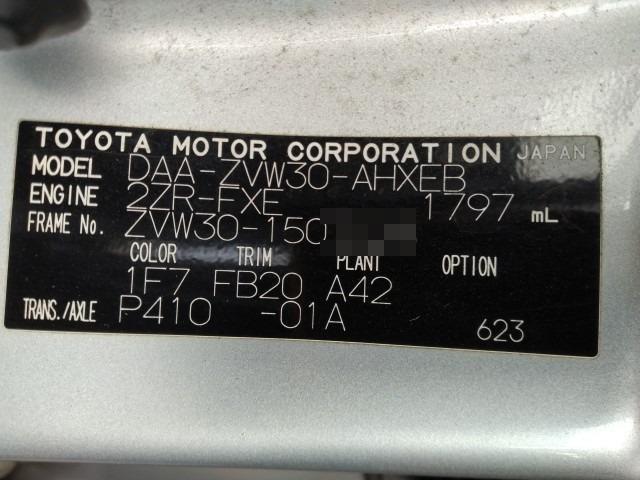 TOYOTA MOTOR CORPORATION JAPAN
MODEL DAA-ZVW30-AHXEB
ENGINE 2ZR-FXE 1797 mL
FRAME No. ZVW30-150
COLOR TRIM PLANT OPTION
1F7 FB20 A42
TRANS./AXLE P410 -01A 623